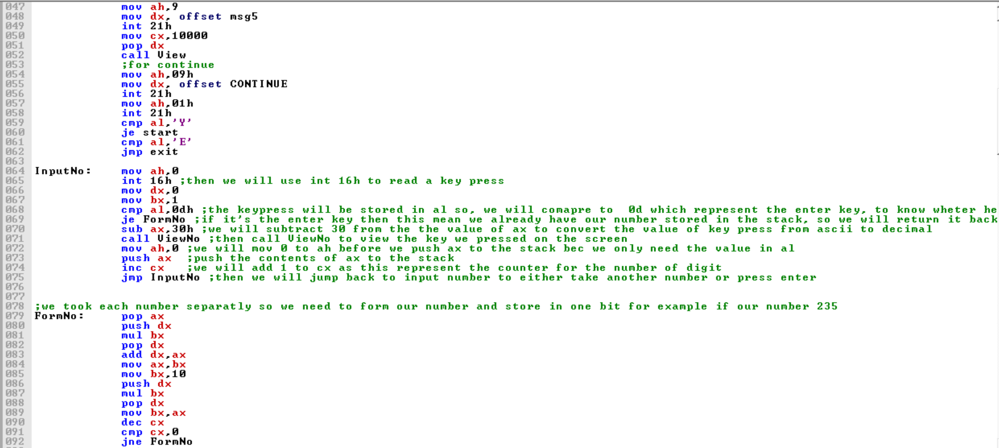 047 mov ah,9
048 mov dx, offset msg5
049 int 21h
050 mov cx,10000
051 pop dx
052 call View
053 ;for continue
054 mov ah,09h
055 mov dx, offset CONTINUE
056 int 21h
057 mov ah,01h
058 int 21h
059 cmp al,'Y'
060 je start
061 cmp al,'E'
062 jmp exit
063
064 InputNo: mov ah,0
065 int 16h ;then we will use int 16h to read a key press
066 mov dx,0
067 mov bx,1
068 cmp al,0dh ;the keypress will be stored in al so, we will comapre to  0d which represent the enter key, to know wheter he
069 je FormNo ;if it's the enter key then this mean we already have our number stored in the stack, so we will return it back
070 sub ax,30h ;we will subtract 30 from the the value of ax to convert the value of key press from ascii to decimal
071 call ViewNo ;then call ViewNo to view the key we pressed on the screen
072 mov ah,0 ;we will mov 0 to ah before we push ax to the stack bec we only need the value in al
073 push ax  ;push the contents of ax to the stack
074 inc cx   ;we will add 1 to cx as this represent the counter for the number of digit
075 jmp InputNo ;then we will jump back to input number to either take another number or press enter
076
077
078 ;we took each number separatly so we need to form our number and store in one bit for example if our number 235
079 FormNo: pop ax
080 push dx
081 mul bx
082 pop dx
083 add dx,ax
084 mov ax,bx
085 mov bx,10
086 push dx
087 mul bx
088 pop dx
089 mov bx,ax
090 dec cx
091 cmp cx,0
092 jne FormNo